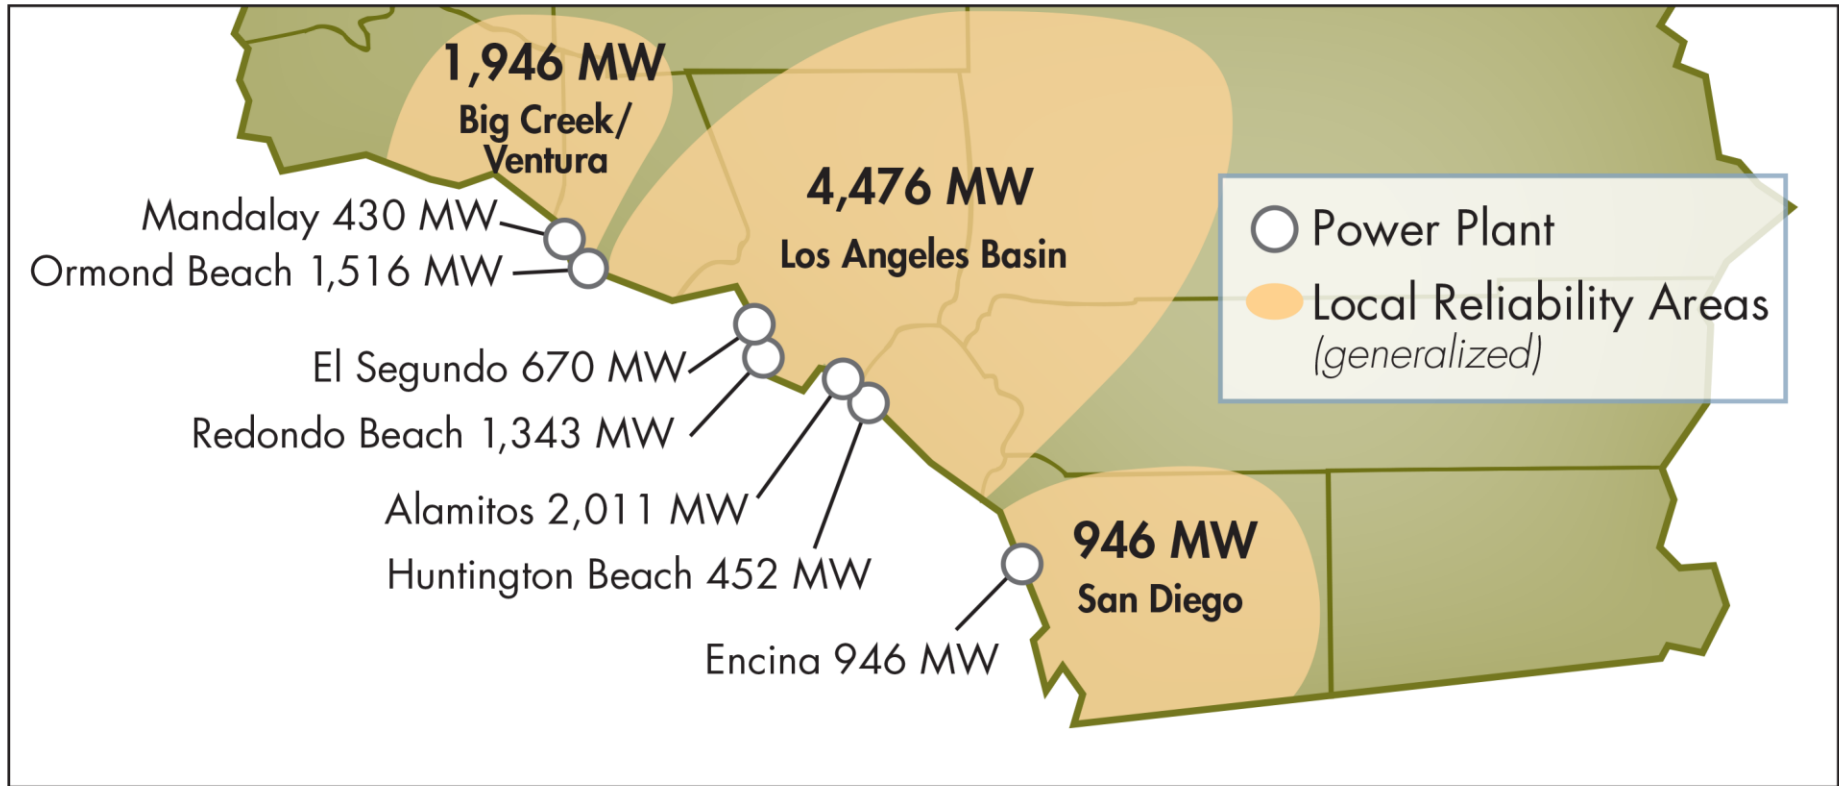 1,946 MW
Big Creek/
Ventura
4,476 MW
Los Angeles Basin
Mandalay 430 MW
Ormond Beach 1,516 MW
El Segundo 670 MW
Redondo Beach 1,343 MW
Alamitos 2,011 MW
Huntington Beach 452 MW
Encina 946 MW
946 MW
San Diego
Power Plant
Local Reliability Areas
(generalized)